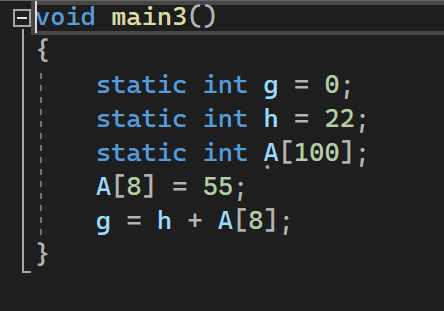 void main3()
{
static int g = 0;
static int h = 22;
static int A[100];
A[8] = 55;
g = h + A[8];
}